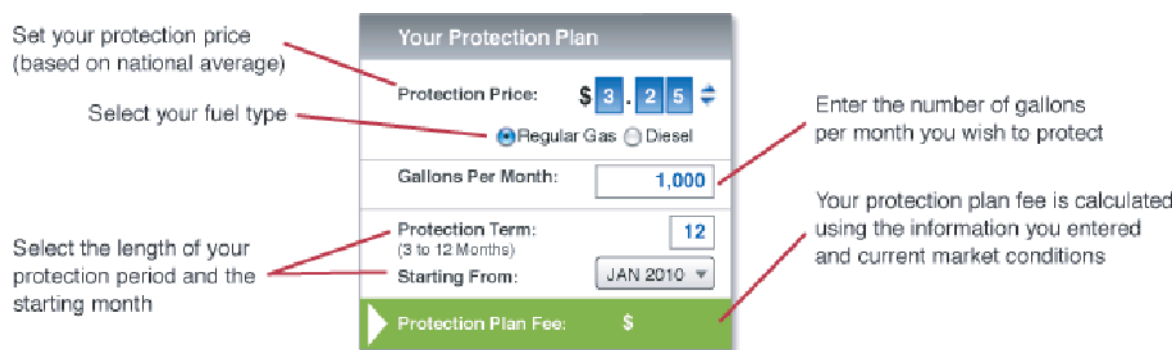 Set your protection price
(based on national average)
Select your fuel type
Select the length of your
protection period and the
starting month
Your Protection Plan
Protection Price: $ 3 . 2 5
Regular Gas Diesel
Gallons Per Month: 1,000
Protection Term: 12
(3 to 12 Months)
Starting From: JAN 2010
Protection Plan Fee: $
Enter the number of gallons
per month you wish to protect
Your protection plan fee is calculated
using the information you entered
and current market conditions